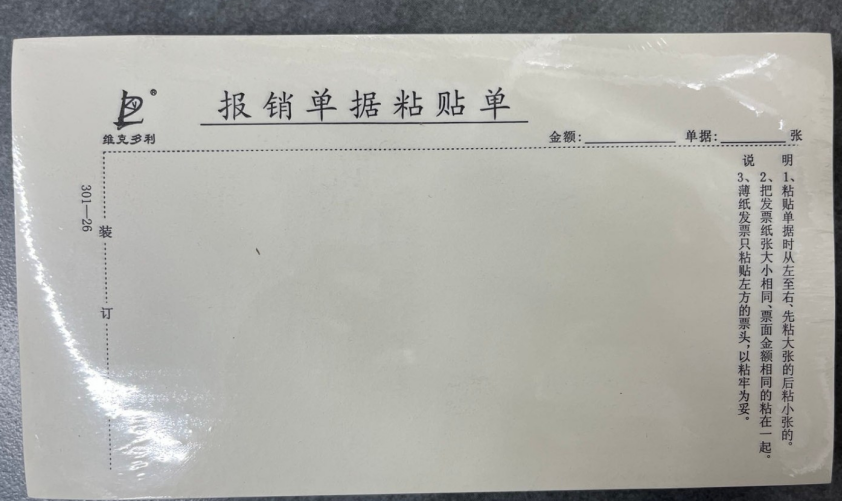 ®
维克多利
报销单据粘贴单
金额: 单据: 张
301—26
装
订
说明
1、粘贴单据时从左至右、先粘大张的后粘小张的。
2、把发票纸张大小相同、票面金额相同的粘在一起。
3、薄纸发票只粘贴左方的票头,以粘牢为妥。